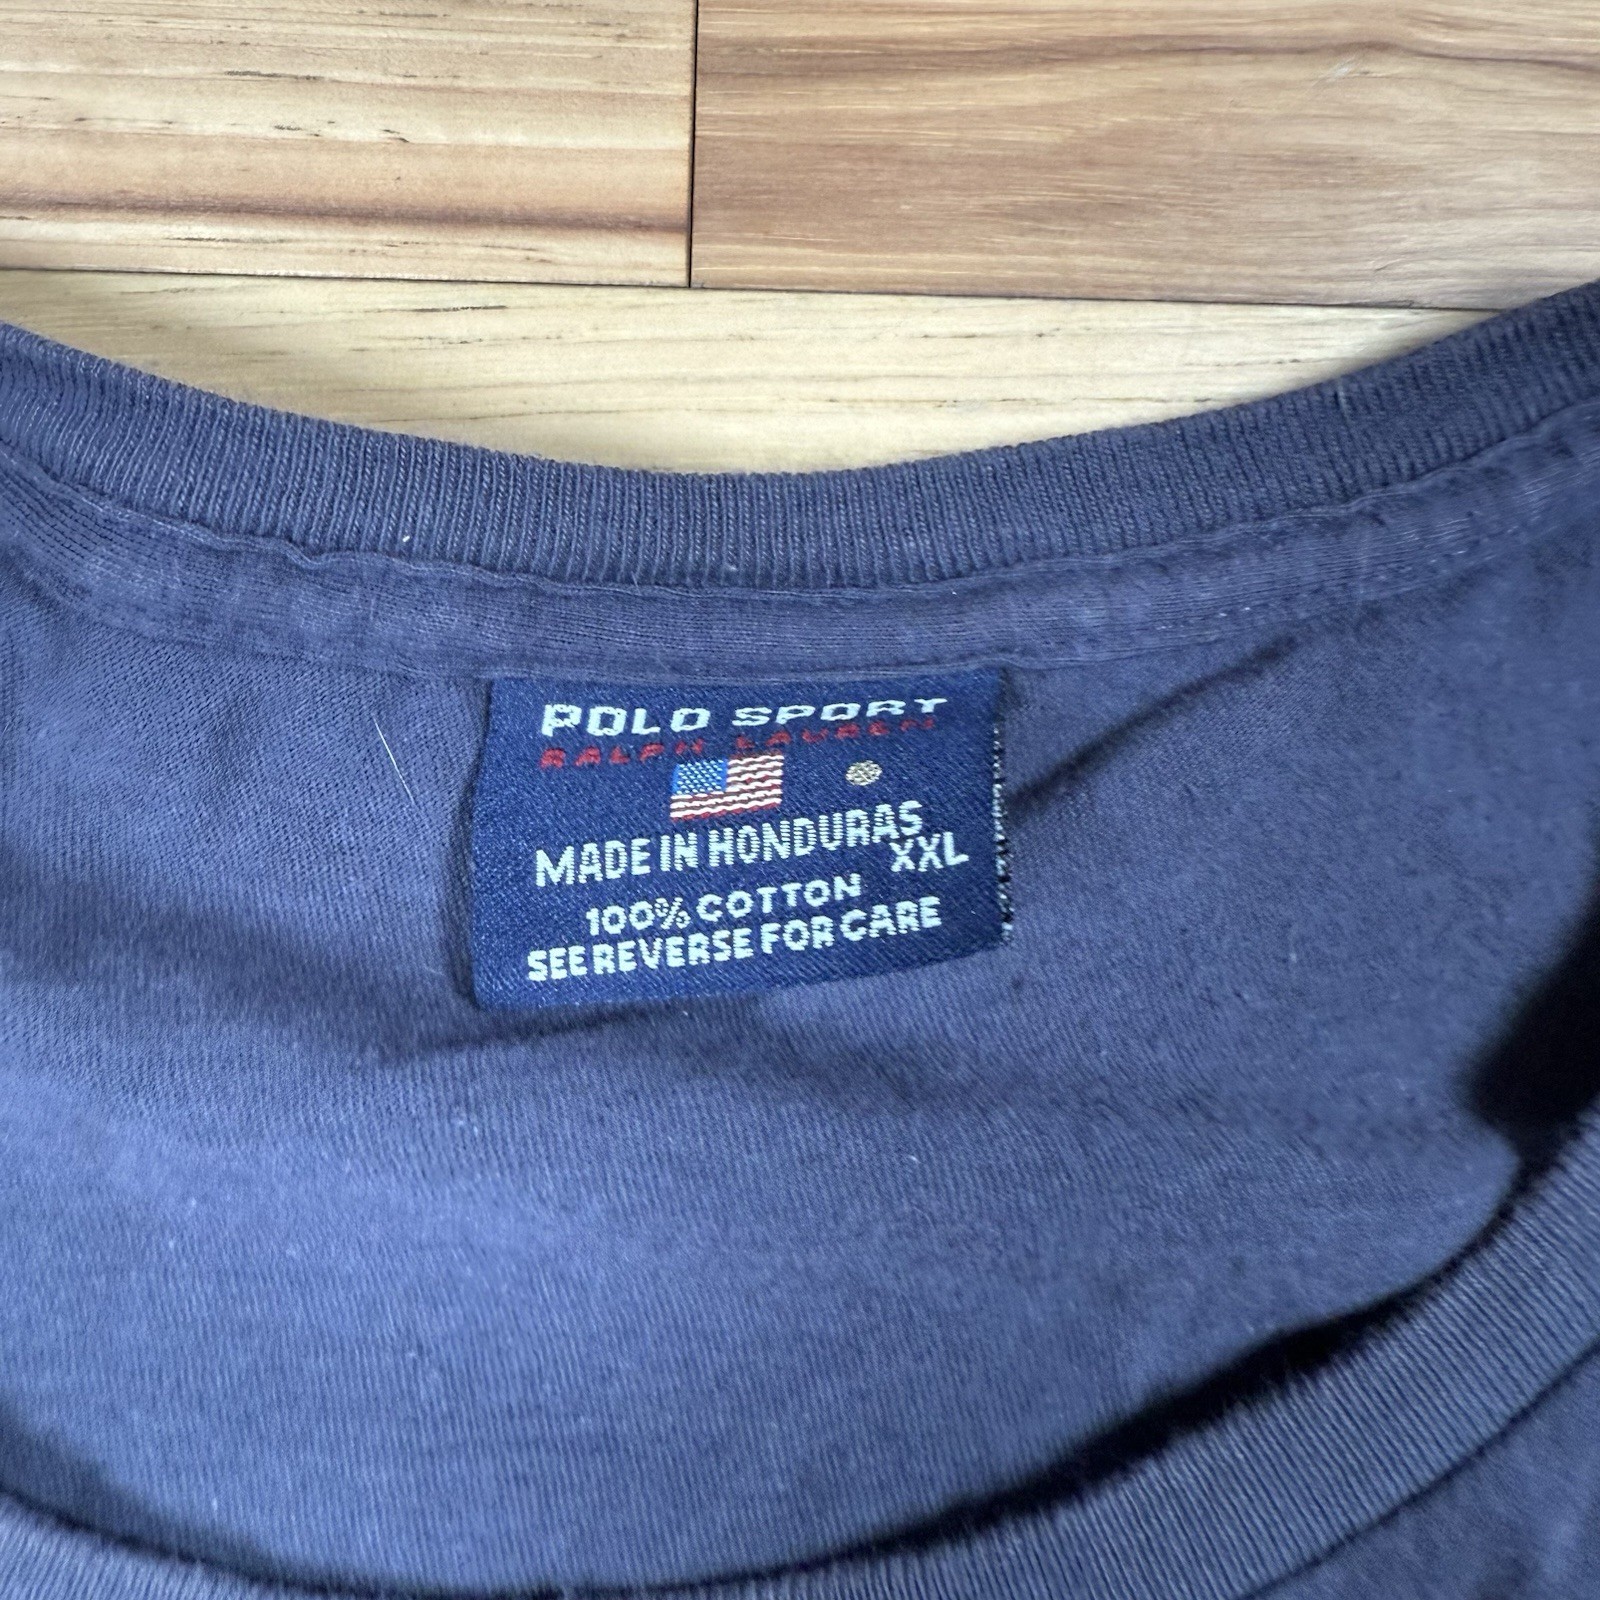 POLO SPORT
RALPH LAUREN
MADE IN HONDURAS
XXL
100% COTTON
SEE REVERSE FOR CARE